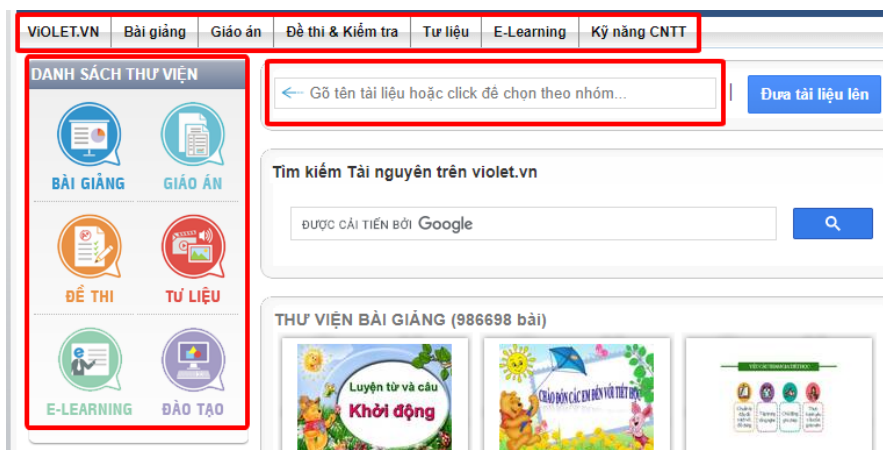 ViOLET.VN Bài giảng Giáo án Đề thi & Kiểm tra Tư liệu E-Learning Kỹ năng CNTT
DANH SÁCH THƯ VIỆN
BÀI GIẢNG GIÁO ÁN
ĐỀ THI TƯ LIỆU
E-LEARNING ĐÀO TẠO
Gõ tên tài liệu hoặc click để chọn theo nhóm...
Đưa tài liệu lên
Tìm kiếm Tài nguyên trên violet.vn
ĐƯỢC CẢI TIẾN BỞI Google
THƯ VIỆN BÀI GIẢNG (986698 bài)
Luyện từ và câu
Khởi động
CHÀO ĐÓN CÁC EM ĐẾN VỚI TIẾT HỌC